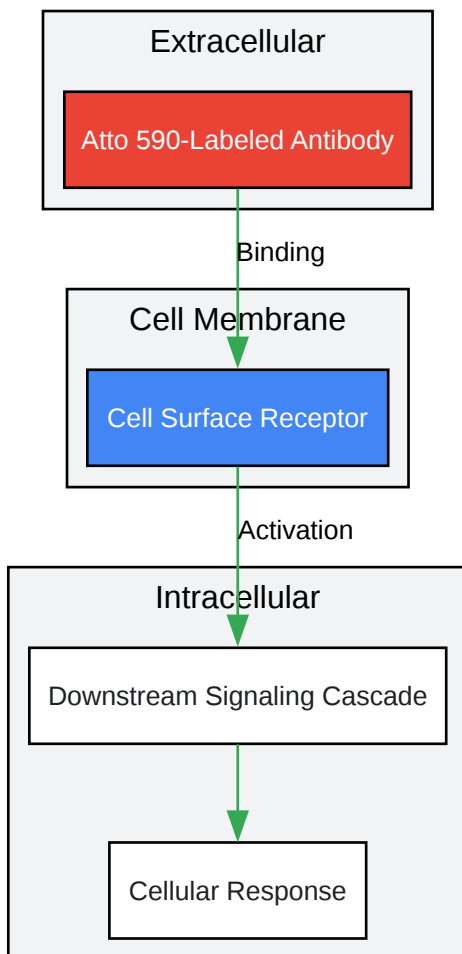 Extracellular
Atto 590-Labeled Antibody
Binding
Cell Membrane
Cell Surface Receptor
Activation
Intracellular
Downstream Signaling Cascade
Cellular Response